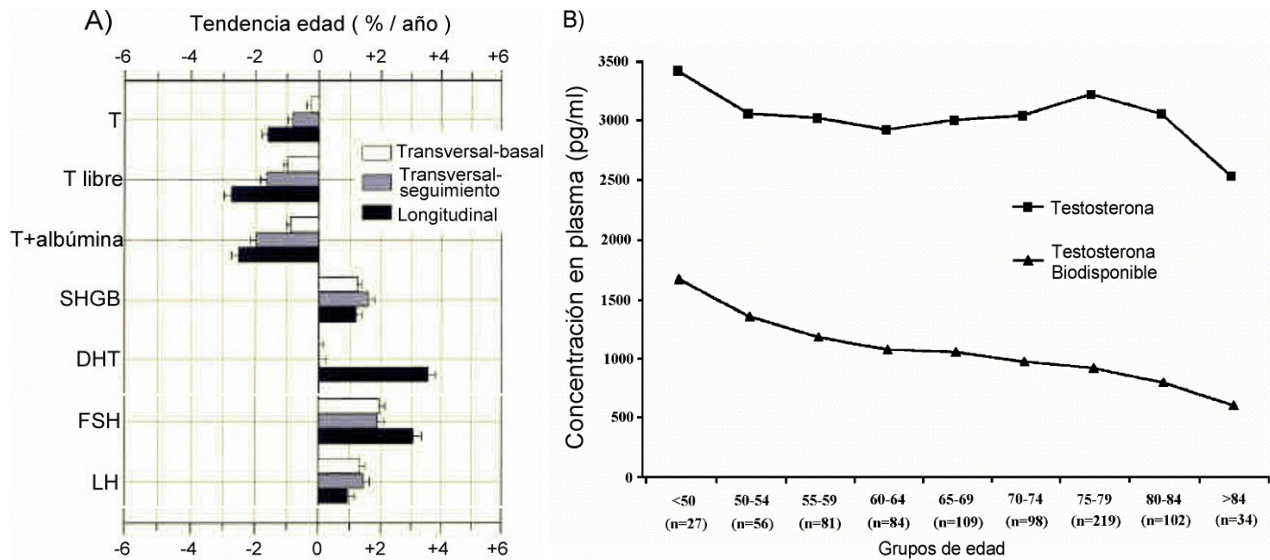 A)
Tendencia edad ( % / año )
-6 -4 -2 0 +2 +4 +6
T
T libre
T+albúmina
SHGB
DHT
FSH
LH
Transversal-basal
Transversal-
seguimiento
Longitudinal
-6 -4 -2 0 +2 +4 +6
B)
Concentración en plasma (pg/ml)
3500
3000
2500
2000
1500
1000
500
0
Testosterona
Testosterona
Biodisponible
<50 50-54 55-59 60-64 65-69 70-74 75-79 80-84 >84
(n=27) (n=56) (n=81) (n=84) (n=109) (n=98) (n=219) (n=102) (n=34)
Grupos de edad